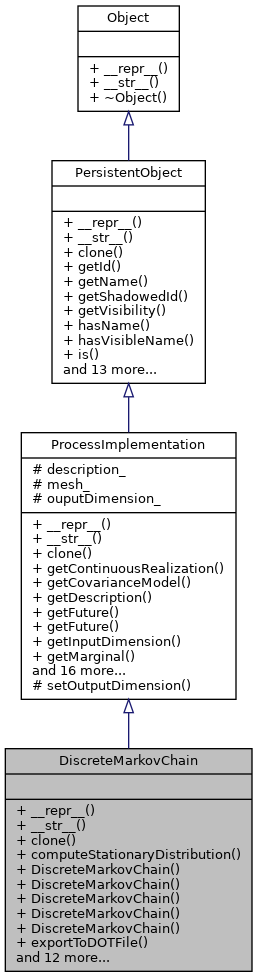 Object
+ __repr__()
+ __str__()
+ ~Object()
PersistentObject
+ __repr__()
+ __str__()
+ clone()
+ getId()
+ getName()
+ getShadowedId()
+ getVisibility()
+ hasName()
+ hasVisibleName()
+ is()
and 13 more...
ProcessImplementation
# description_
# mesh_
# ouputDimension_
+ __repr__()
+ __str__()
+ clone()
+ getContinuousRealization()
+ getCovarianceModel()
+ getDescription()
+ getFuture()
+ getFuture()
+ getInputDimension()
+ getMarginal()
and 16 more...
# setOutputDimension()
DiscreteMarkovChain
+ __repr__()
+ __str__()
+ clone()
+ computeStationaryDistribution()
+ DiscreteMarkovChain()
+ DiscreteMarkovChain()
+ DiscreteMarkovChain()
+ DiscreteMarkovChain()
+ DiscreteMarkovChain()
+ exportToDOTFile()
and 12 more...